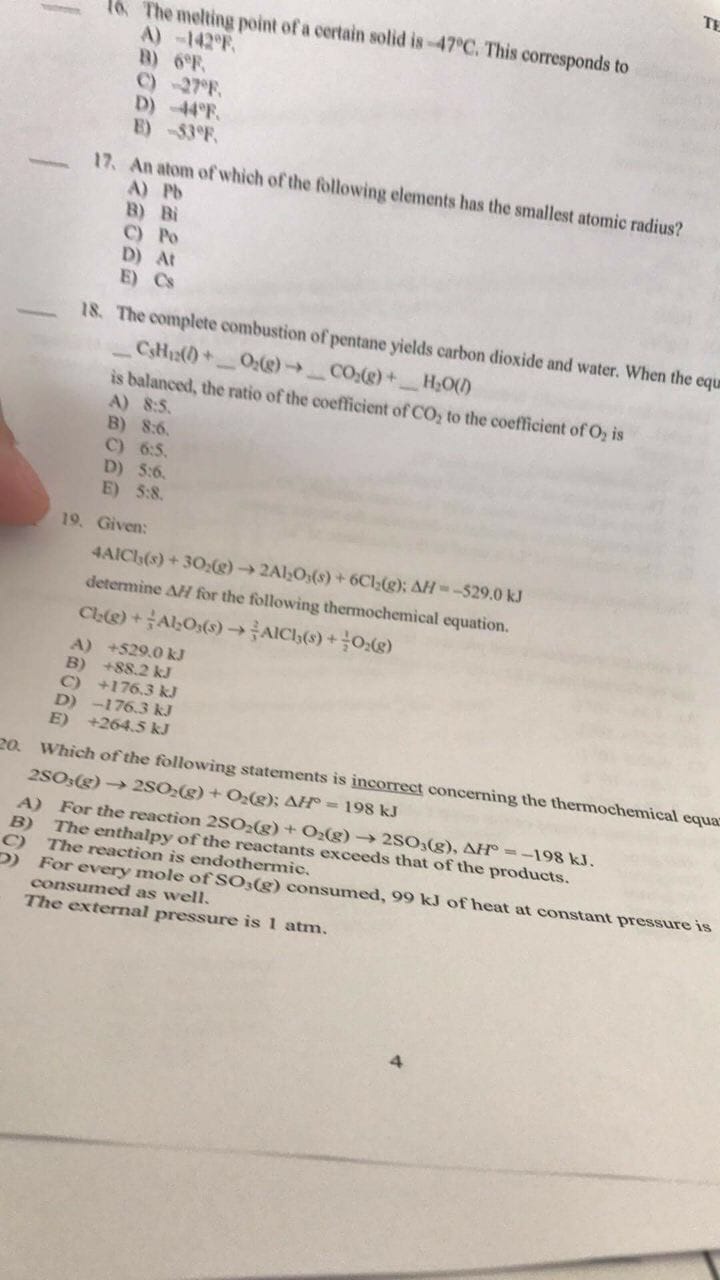 TE
16. The melting point of a certain solid is –47°C. This corresponds to
A) –142°F.
B) 6°F.
C) –27°F.
D) –44°F.
E) –53°F.
17. An atom of which of the following elements has the smallest atomic radius?
A) Pb
B) Bi
C) Po
D) At
E) Cs
18. The complete combustion of pentane yields carbon dioxide and water. When the equ
__ C₅H₁₂(l) + __ O₂(g) → __ CO₂(g) + __ H₂O(l)
is balanced, the ratio of the coefficient of CO₂ to the coefficient of O₂ is
A) 8:5.
B) 8:6.
C) 6:5.
D) 5:6.
E) 5:8.
19. Given:
4AlCl₃(s) + 3O₂(g) → 2Al₂O₃(s) + 6Cl₂(g); ΔH = –529.0 kJ
determine ΔH for the following thermochemical equation.
Cl₂(g) + ⅓Al₂O₃(s) → ⅔AlCl₃(s) + ½O₂(g)
A) +529.0 kJ
B) +88.2 kJ
C) +176.3 kJ
D) –176.3 kJ
E) +264.5 kJ
20. Which of the following statements is incorrect concerning the thermochemical equa
2SO₃(g) → 2SO₂(g) + O₂(g); ΔH° = 198 kJ
A) For the reaction 2SO₂(g) + O₂(g) → 2SO₃(g), ΔH° = –198 kJ.
B) The enthalpy of the reactants exceeds that of the products.
C) The reaction is endothermic.
D) For every mole of SO₃(g) consumed, 99 kJ of heat at constant pressure is
consumed as well.
The external pressure is 1 atm.
4